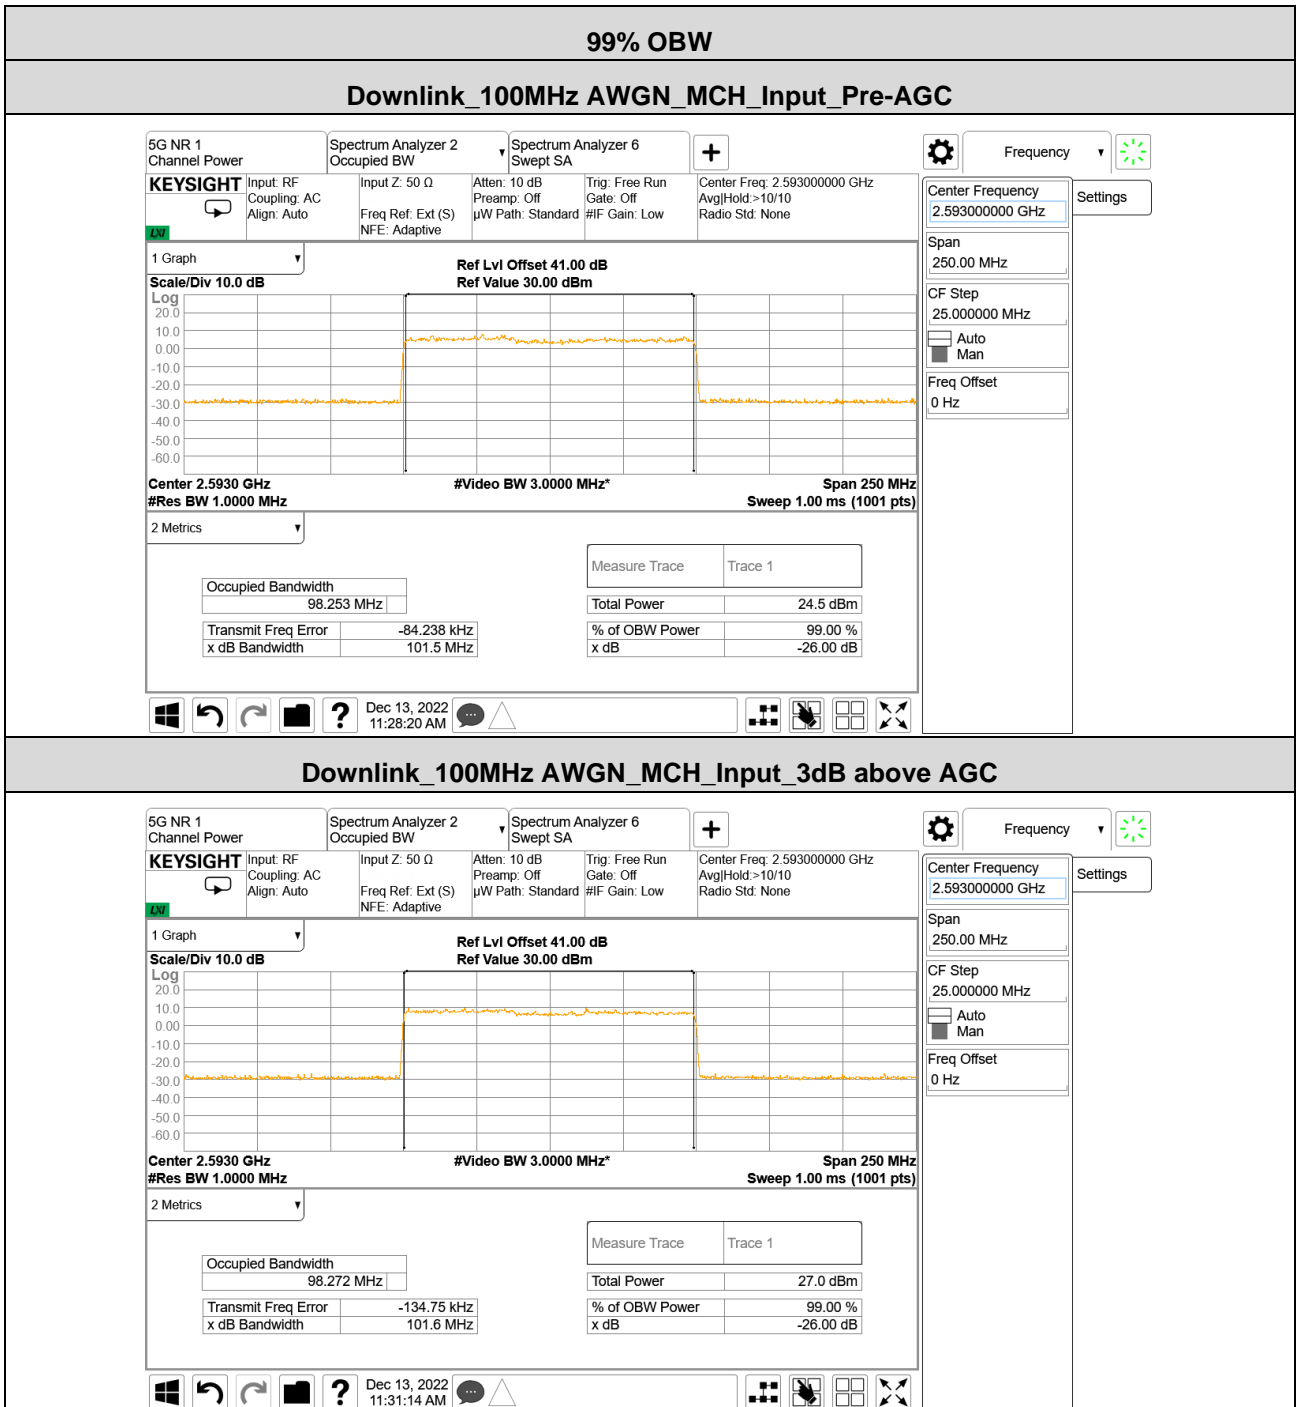 99% OBW
Downlink_100MHz AWGN_MCH_Input_Pre-AGC
5G NR 1
Channel Power
Spectrum Analyzer 2
Occupied BW
Spectrum Analyzer 6
Swept SA
Frequency
KEYSIGHT
Input: RF
Coupling: AC
Align: Auto
Input Z: 50 Ω
Freq Ref: Ext (S)
NFE: Adaptive
Atten: 10 dB
Preamp: Off
µW Path: Standard
Trig: Free Run
Gate: Off
#IF Gain: Low
Center Freq: 2.593000000 GHz
Avg|Hold:>10/10
Radio Std: None
LXI
Center Frequency
2.593000000 GHz
Settings
Span
250.00 MHz
CF Step
25.000000 MHz
Auto
Man
Freq Offset
0 Hz
1 Graph
Scale/Div 10.0 dB
Ref Lvl Offset 41.00 dB
Ref Value 30.00 dBm
Log
20.0
10.0
0.00
-10.0
-20.0
-30.0
-40.0
-50.0
-60.0
Center 2.5930 GHz
#Video BW 3.0000 MHz*
Span 250 MHz
#Res BW 1.0000 MHz
Sweep 1.00 ms (1001 pts)
2 Metrics
Measure Trace Trace 1
Occupied Bandwidth
98.253 MHz
Total Power 24.5 dBm
Transmit Freq Error -84.238 kHz
% of OBW Power 99.00 %
x dB Bandwidth 101.5 MHz
x dB -26.00 dB
?
Dec 13, 2022
11:28:20 AM
Downlink_100MHz AWGN_MCH_Input_3dB above AGC
5G NR 1
Channel Power
Spectrum Analyzer 2
Occupied BW
Spectrum Analyzer 6
Swept SA
Frequency
KEYSIGHT
Input: RF
Coupling: AC
Align: Auto
Input Z: 50 Ω
Freq Ref: Ext (S)
NFE: Adaptive
Atten: 10 dB
Preamp: Off
µW Path: Standard
Trig: Free Run
Gate: Off
#IF Gain: Low
Center Freq: 2.593000000 GHz
Avg|Hold:>10/10
Radio Std: None
LXI
Center Frequency
2.593000000 GHz
Settings
Span
250.00 MHz
CF Step
25.000000 MHz
Auto
Man
Freq Offset
0 Hz
1 Graph
Scale/Div 10.0 dB
Ref Lvl Offset 41.00 dB
Ref Value 30.00 dBm
Log
20.0
10.0
0.00
-10.0
-20.0
-30.0
-40.0
-50.0
-60.0
Center 2.5930 GHz
#Video BW 3.0000 MHz*
Span 250 MHz
#Res BW 1.0000 MHz
Sweep 1.00 ms (1001 pts)
2 Metrics
Measure Trace Trace 1
Occupied Bandwidth
98.272 MHz
Total Power 27.0 dBm
Transmit Freq Error -134.75 kHz
% of OBW Power 99.00 %
x dB Bandwidth 101.6 MHz
x dB -26.00 dB
?
Dec 13, 2022
11:31:14 AM